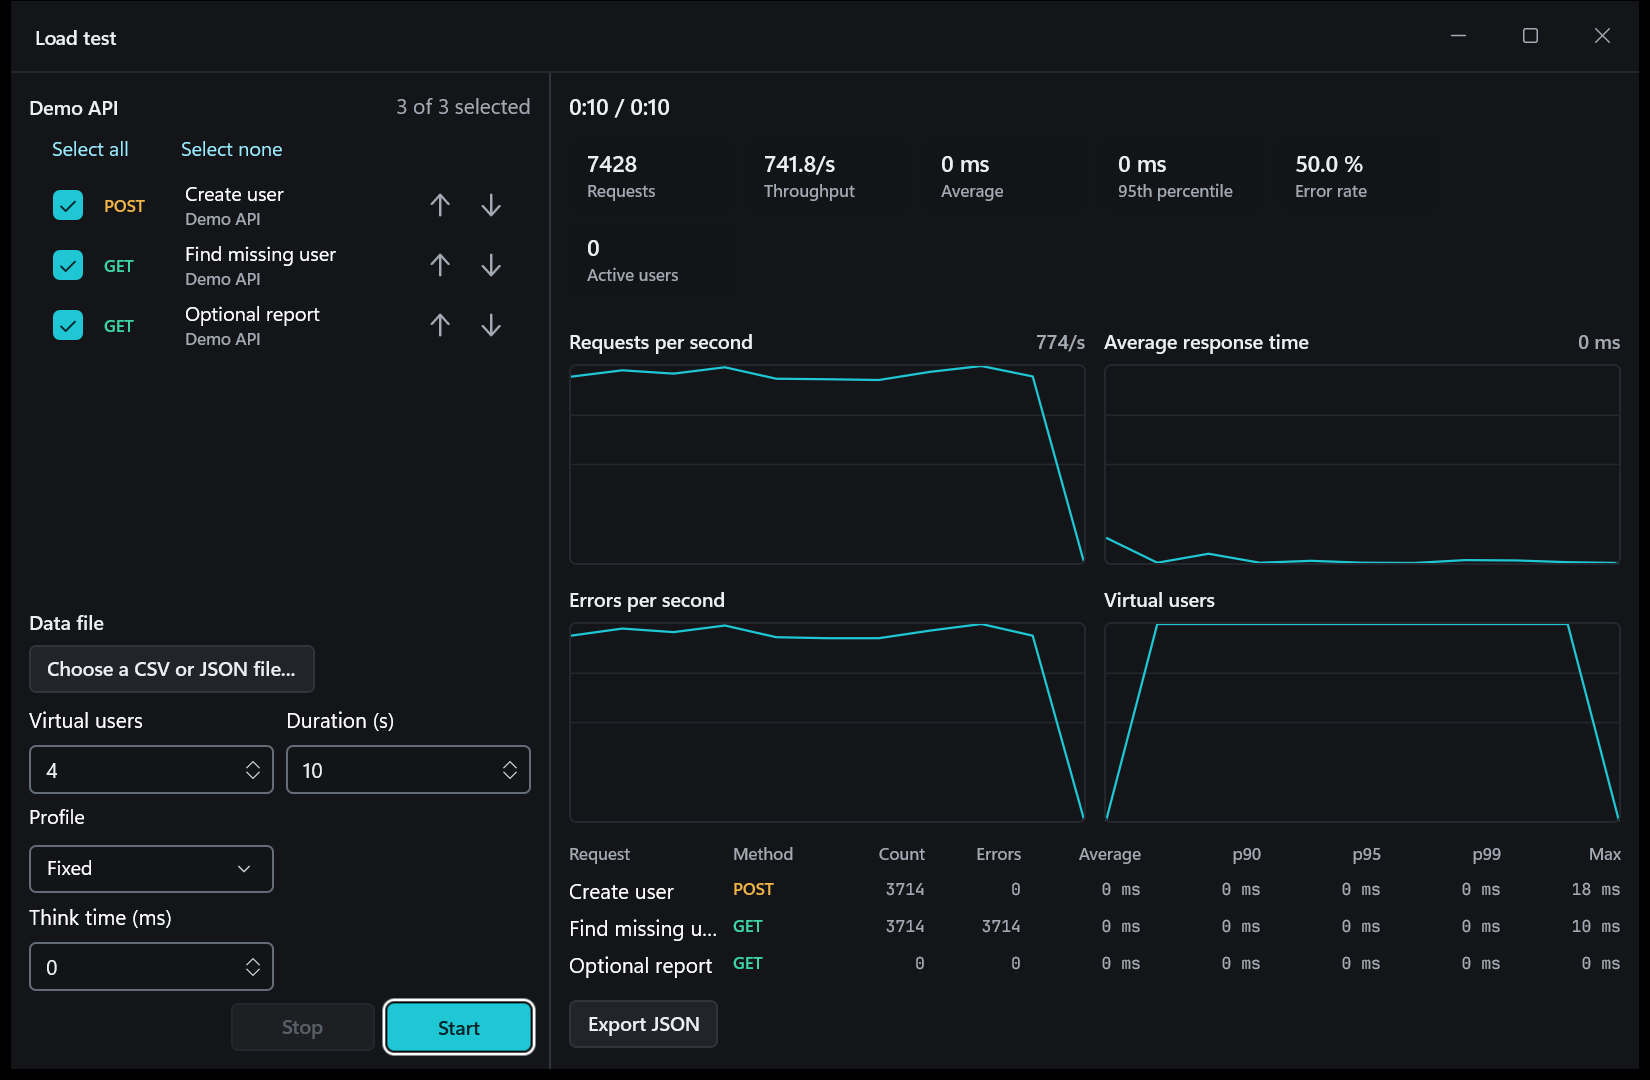 Load test
Demo API
3 of 3 selected
Select all
Select none
POST
Create user
Demo API
GET
Find missing user
Demo API
GET
Optional report
Demo API
Data file
Choose a CSV or JSON file...
Virtual users
Duration (s)
4
10
Profile
Fixed
Think time (ms)
0
Stop
Start
0:10 / 0:10
7428
Requests
741.8/s
Throughput
0 ms
Average
0 ms
95th percentile
50.0 %
Error rate
0
Active users
Requests per second
774/s
Average response time
0 ms
Errors per second
Virtual users
Request Method Count Errors Average p90 p95 p99 Max
Create user POST 3714 0 0 ms 0 ms 0 ms 0 ms 18 ms
Find missing u... GET 3714 3714 0 ms 0 ms 0 ms 0 ms 10 ms
Optional report GET 0 0 0 ms 0 ms 0 ms 0 ms 0 ms
Export JSON